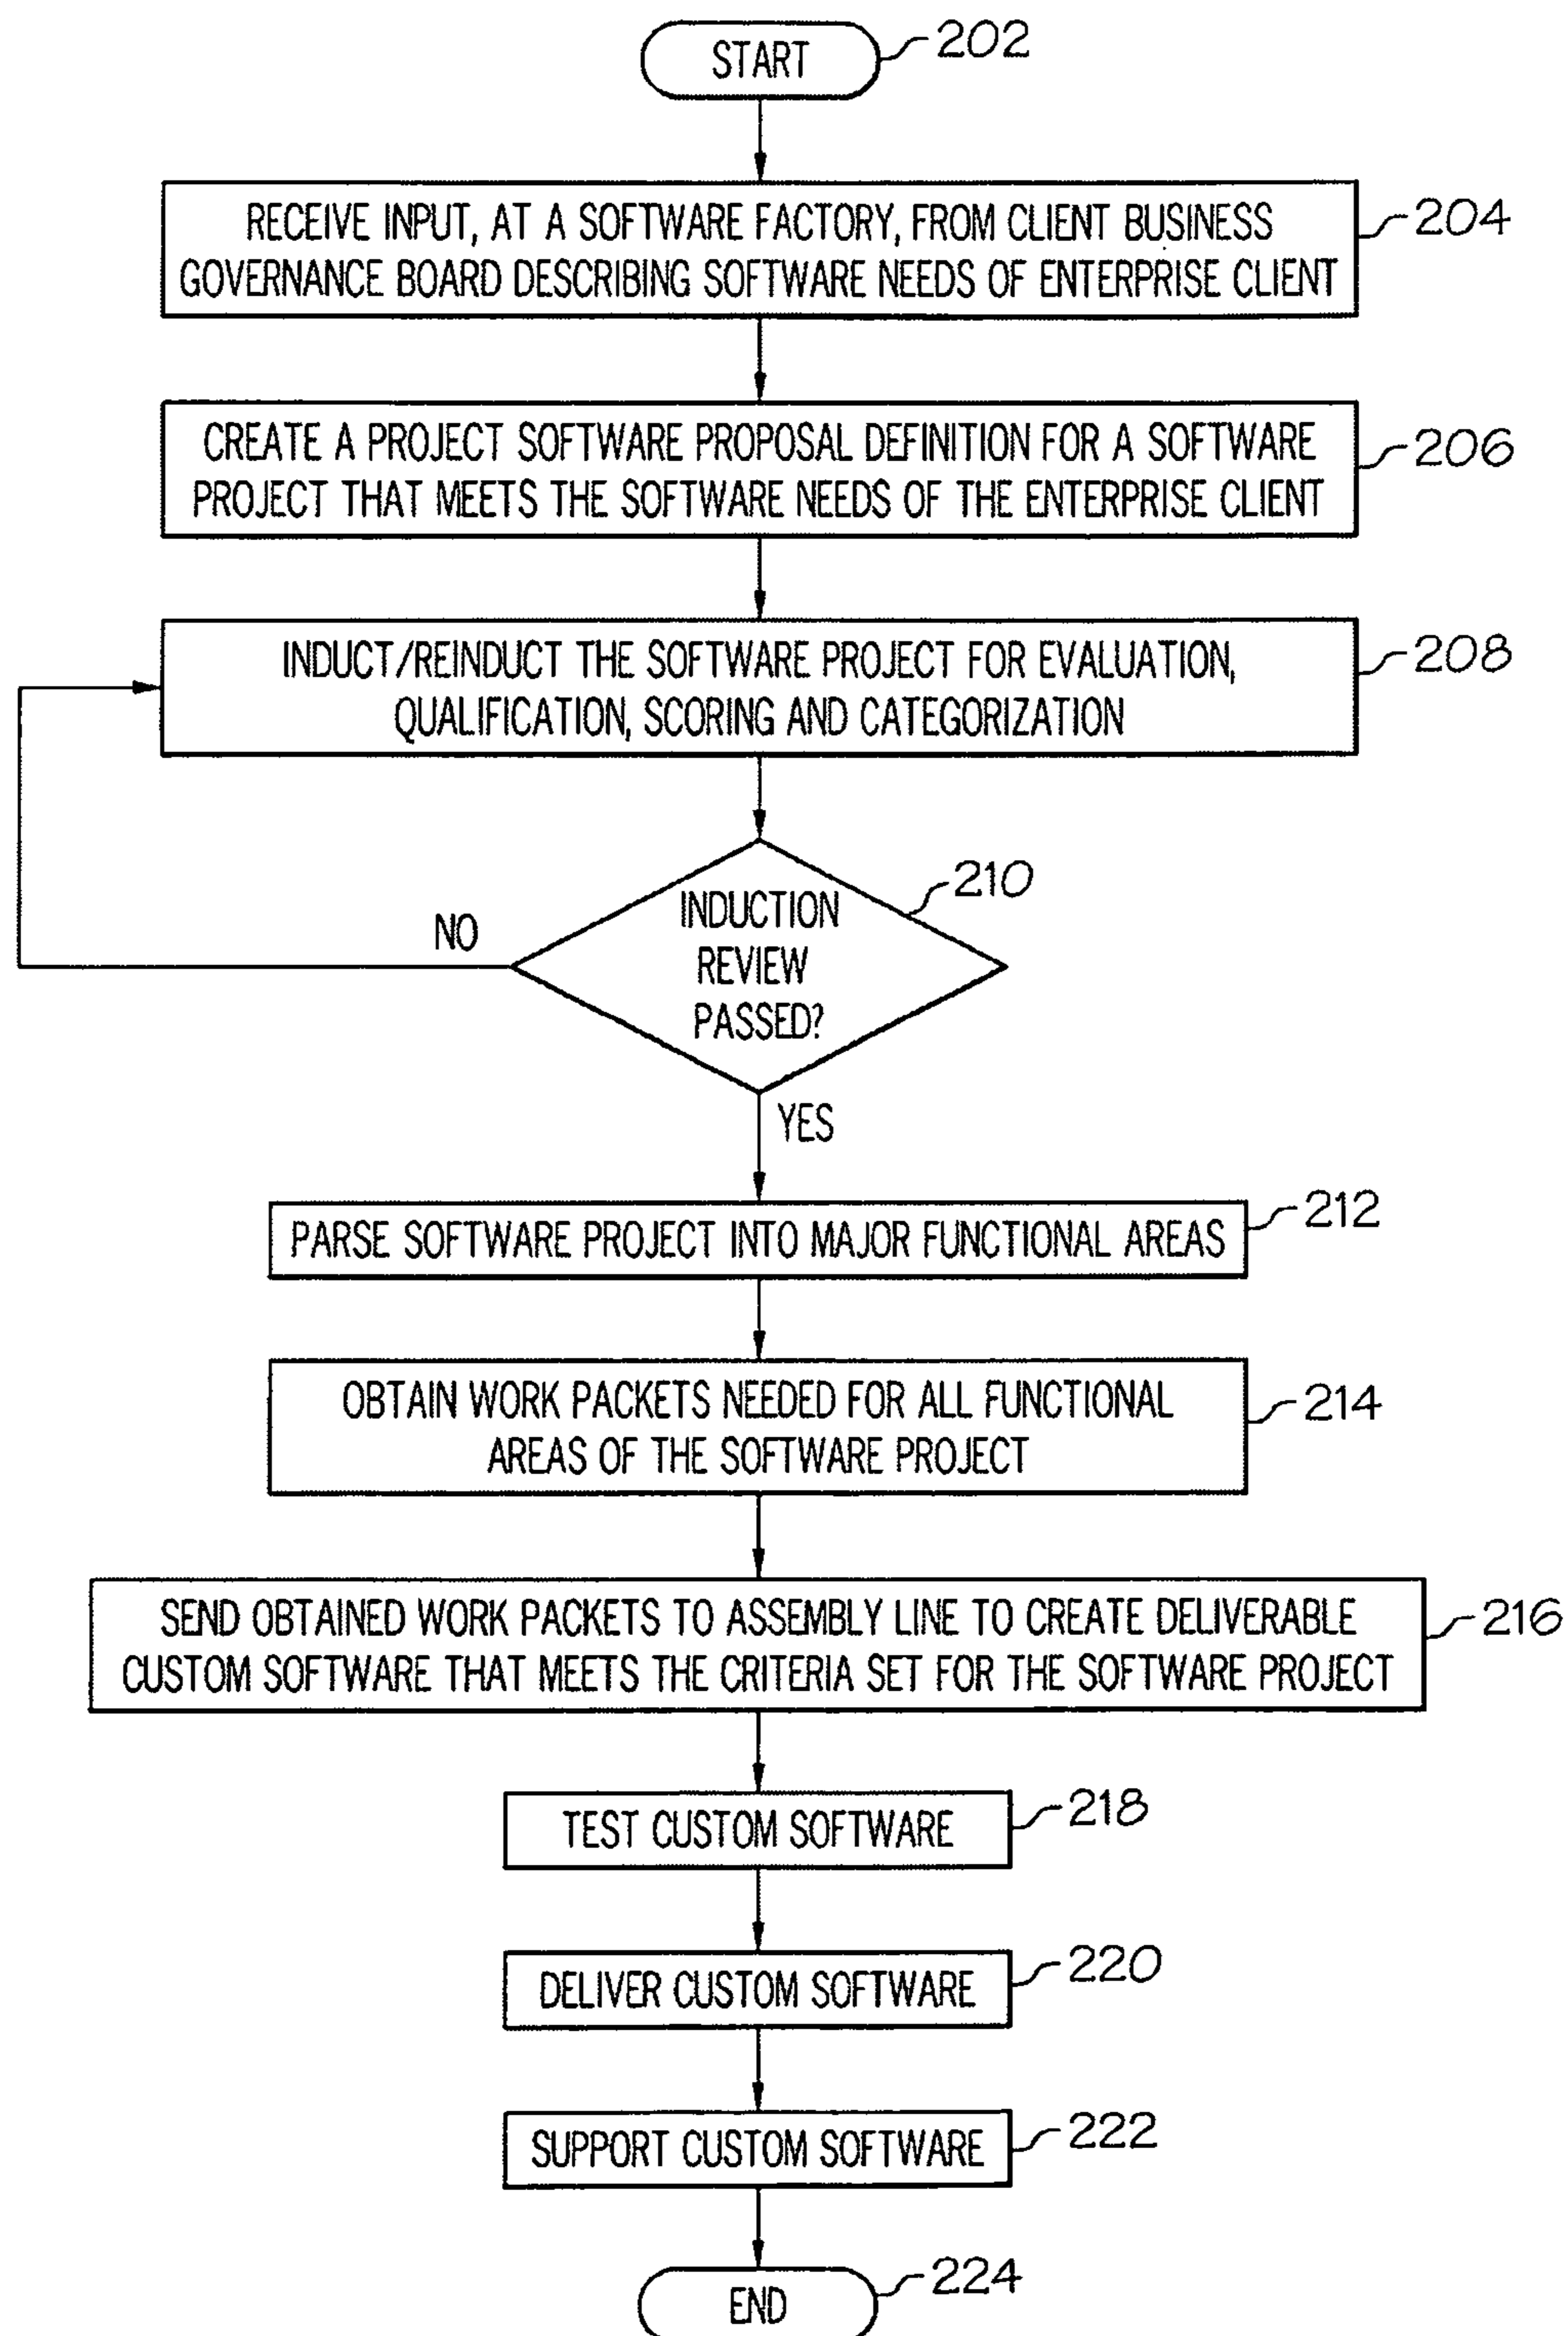 START
202
RECEIVE INPUT, AT A SOFTWARE FACTORY, FROM CLIENT BUSINESS
GOVERNANCE BOARD DESCRIBING SOFTWARE NEEDS OF ENTERPRISE CLIENT
204
CREATE A PROJECT SOFTWARE PROPOSAL DEFINITION FOR A SOFTWARE
PROJECT THAT MEETS THE SOFTWARE NEEDS OF THE ENTERPRISE CLIENT
206
INDUCT/REINDUCT THE SOFTWARE PROJECT FOR EVALUATION,
QUALIFICATION, SCORING AND CATEGORIZATION
208
INDUCTION
REVIEW
PASSED?
210
NO
YES
PARSE SOFTWARE PROJECT INTO MAJOR FUNCTIONAL AREAS
212
OBTAIN WORK PACKETS NEEDED FOR ALL FUNCTIONAL
AREAS OF THE SOFTWARE PROJECT
214
SEND OBTAINED WORK PACKETS TO ASSEMBLY LINE TO CREATE DELIVERABLE
CUSTOM SOFTWARE THAT MEETS THE CRITERIA SET FOR THE SOFTWARE PROJECT
216
TEST CUSTOM SOFTWARE
218
DELIVER CUSTOM SOFTWARE
220
SUPPORT CUSTOM SOFTWARE
222
END
224